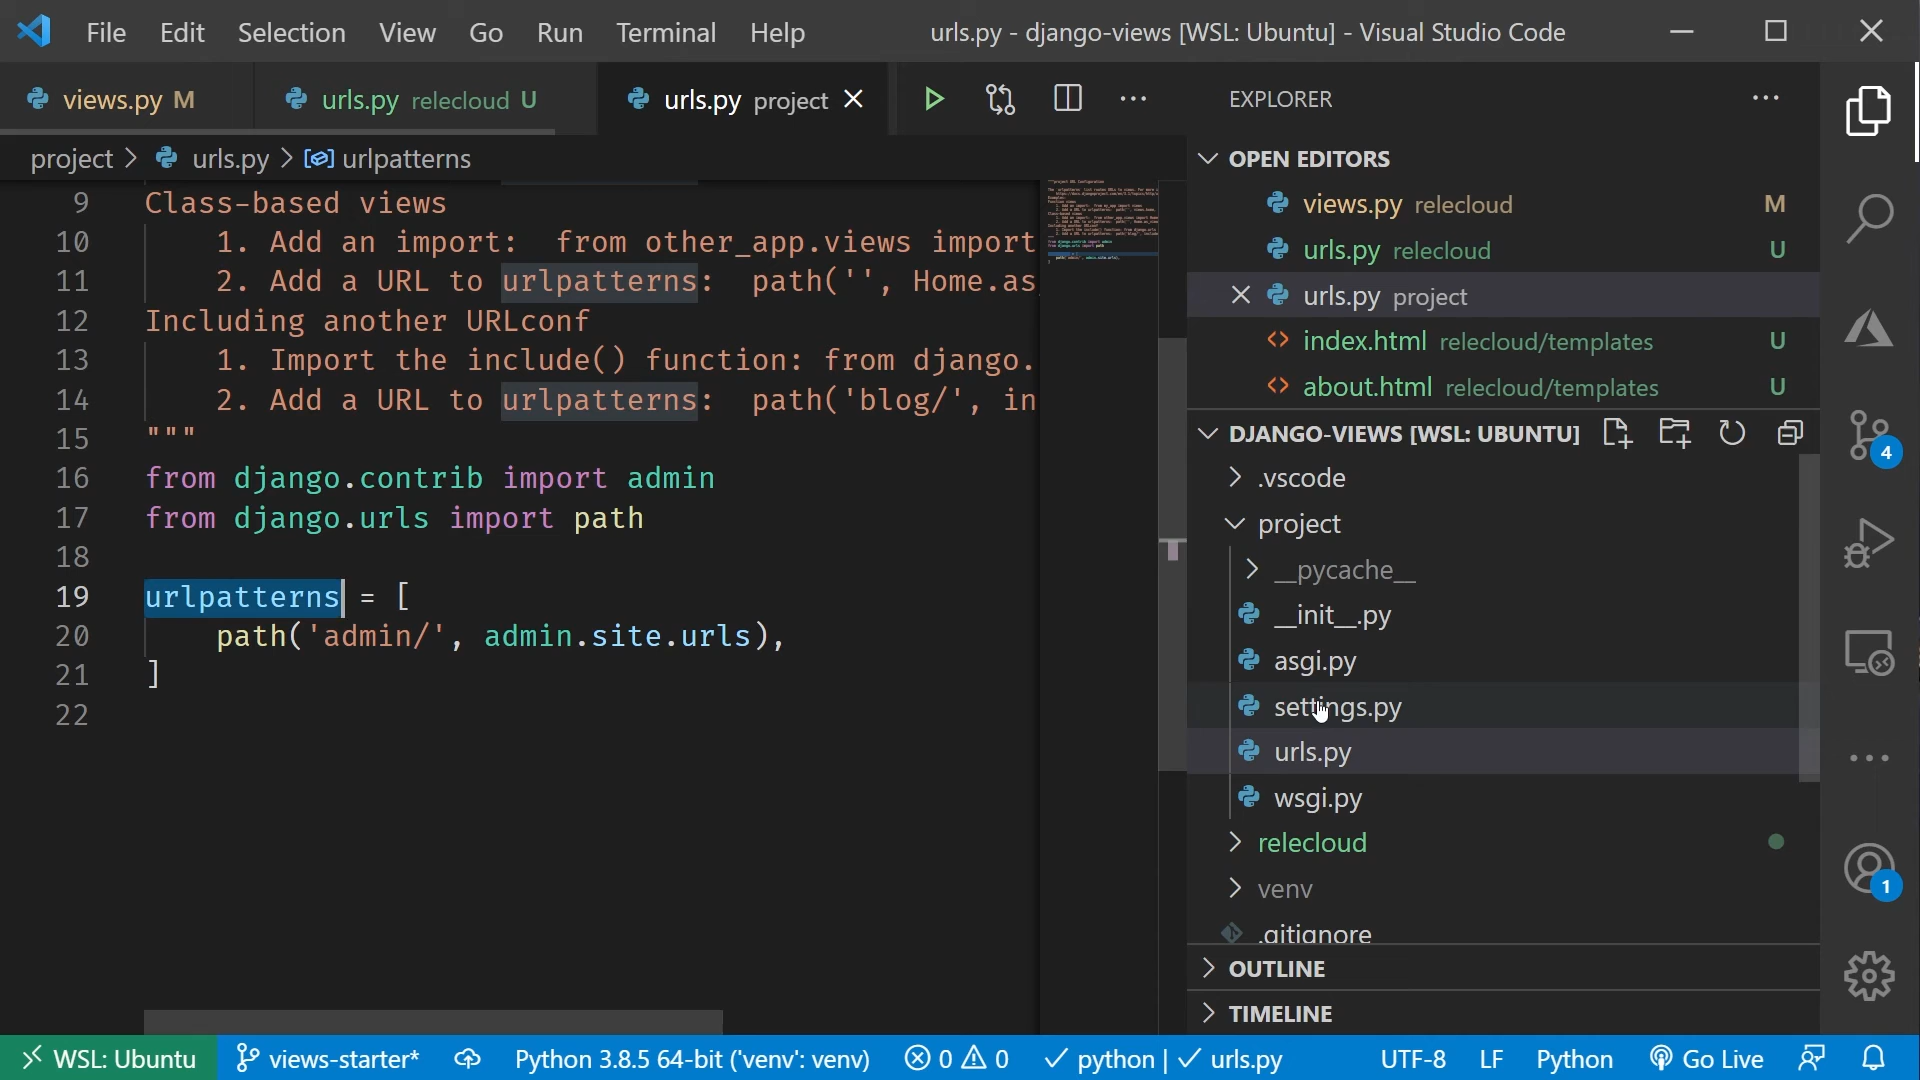 File Edit Selection View Go Run Terminal Help urls.py - django-views [WSL: Ubuntu] - Visual Studio Code
views.py M urls.py relecloud U urls.py project
project > urls.py > urlpatterns
9 Class-based views
10 1. Add an import: from other_app.views import
11 2. Add a URL to urlpatterns: path('', Home.as
12 Including another URLconf
13 1. Import the include() function: from django.
14 2. Add a URL to urlpatterns: path('blog/', in
15 """
16 from django.contrib import admin
17 from django.urls import path
18
19 urlpatterns = [
20 path('admin/', admin.site.urls),
21 ]
22
EXPLORER
OPEN EDITORS
views.py relecloud M
urls.py relecloud U
urls.py project
index.html relecloud/templates U
about.html relecloud/templates U
DJANGO-VIEWS [WSL: UBUNTU]
.vscode
project
__pycache__
__init__.py
asgi.py
settings.py
urls.py
wsgi.py
relecloud
venv
.gitignore
OUTLINE
TIMELINE
4
1
WSL: Ubuntu views-starter* Python 3.8.5 64-bit ('venv': venv) 0 0 python | urls.py UTF-8 LF Python Go Live